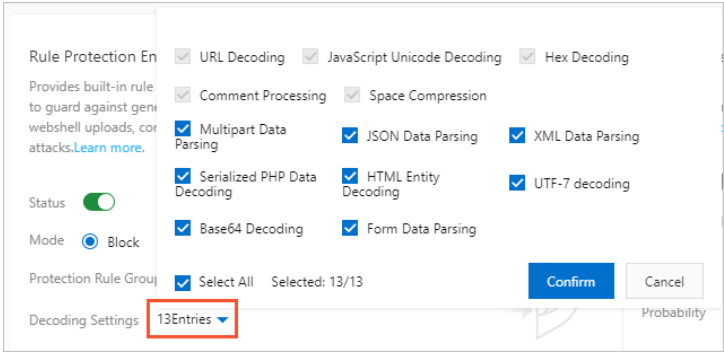 Rule Protection En
URL Decoding JavaScript Unicode Decoding Hex Decoding
Provides built-in rule
to guard against gene
webshell uploads, cor
attacks.Learn more.
Comment Processing Space Compression
Multipart Data
Parsing
JSON Data Parsing
XML Data Parsing
Serialized PHP Data
Decoding
HTML Entity
Decoding
UTF-7 decoding
Base64 Decoding Form Data Parsing
Status
Mode Block
Protection Rule Group
Select All Selected: 13/13
Confirm Cancel
Decoding Settings 13Entries
Probability